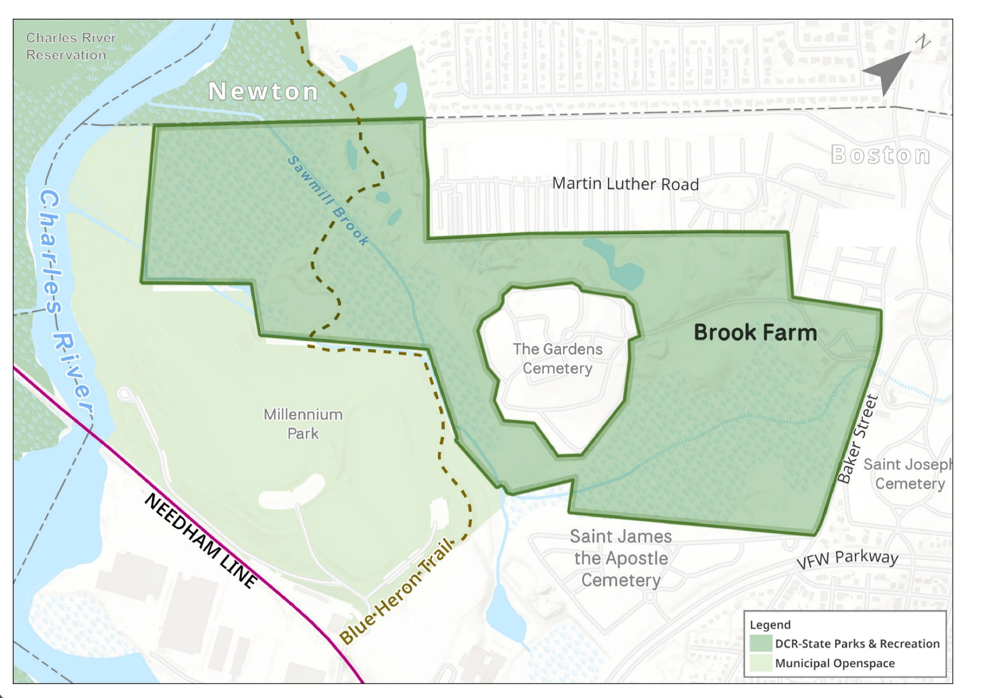 Charles River
Reservation
N
Newton
Boston
Sawmill Brook
Martin Luther Road
Charles River
Brook Farm
The Gardens
Cemetery
Millennium
Park
Baker Street
Saint Joseph
Cemetery
NEEDHAM LINE
Saint James
the Apostle
Cemetery
VFW Parkway
Blue Heron Trail
Legend
DCR-State Parks & Recreation
Municipal Openspace